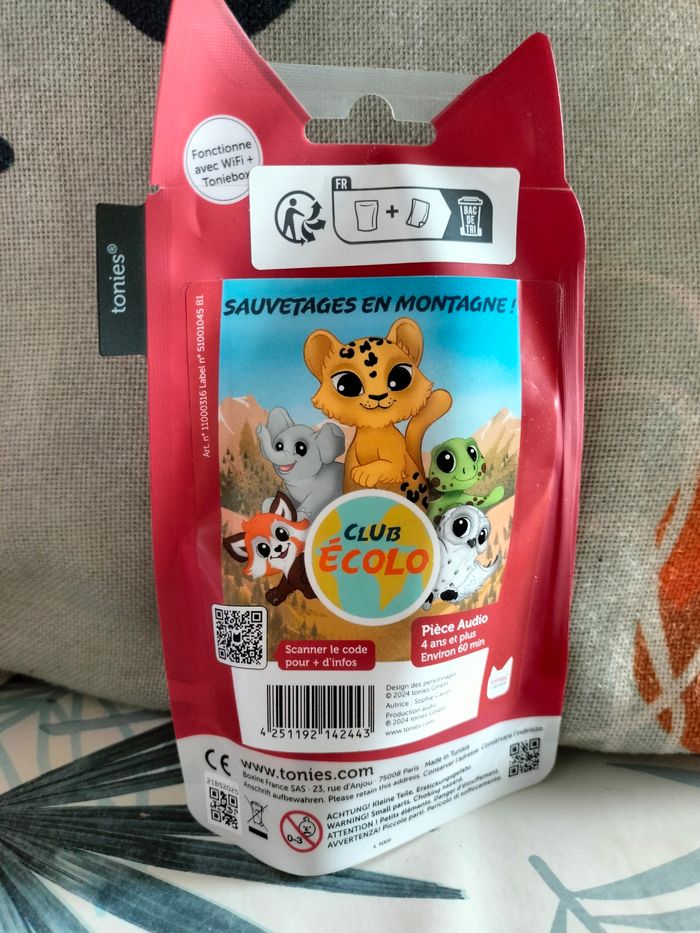 Fonctionne
avec WiFi +
Toniebox
FR
BAC
DE
TRI
tonies®
SAUVETAGES EN MONTAGNE !
Art. n° 11000316 Label n° 51001045 B1
CLUB
ÉCOLO
Scanner le code
pour + d'infos
Pièce Audio
4 ans et plus
Environ 60 min
Design des personnages
© 2024 tonies GmbH
Autrice : Sophie
Production audio
℗ 2024 tonies GmbH
www.tonies.com
4 251192 142443
CE
www.tonies.com
Boxine France SAS - 23, rue d'Anjou - 75008 Paris · Made in Tunisia
Anschrift aufbewahren. Please retain this address. Conserver l'adresse. Conservare l'indirizzo.
0-3
ACHTUNG! Kleine Teile. Erstickungsgefahr.
WARNING! Small parts. Choking hazard.
ATTENTION ! Petits éléments. Danger d'étouffement.
AVVERTENZA! Piccole parti. Pericolo di soffocamento.